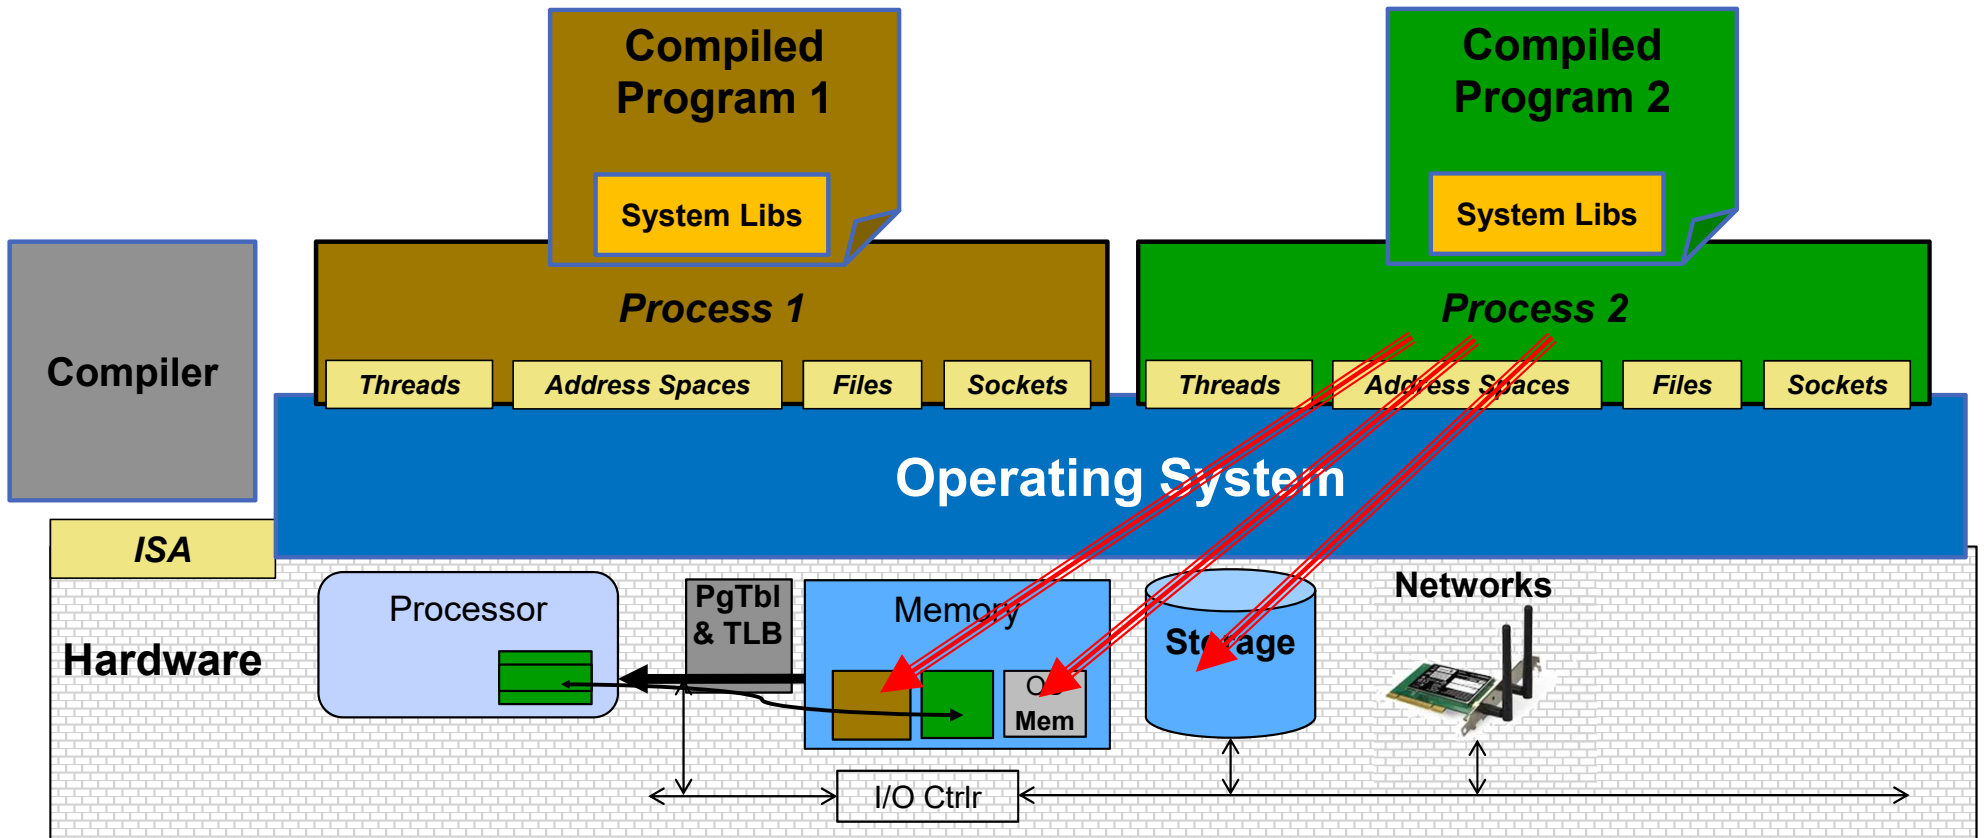 Compiled
Program 1
System Libs
Compiled
Program 2
System Libs
Compiler
Process 1
Threads
Address Spaces
Files
Sockets
Process 2
Threads
Address Spaces
Files
Sockets
Operating System
ISA
Hardware
Processor
PgTbl
& TLB
Memory
OS
Mem
Storage
Networks
I/O Ctrlr